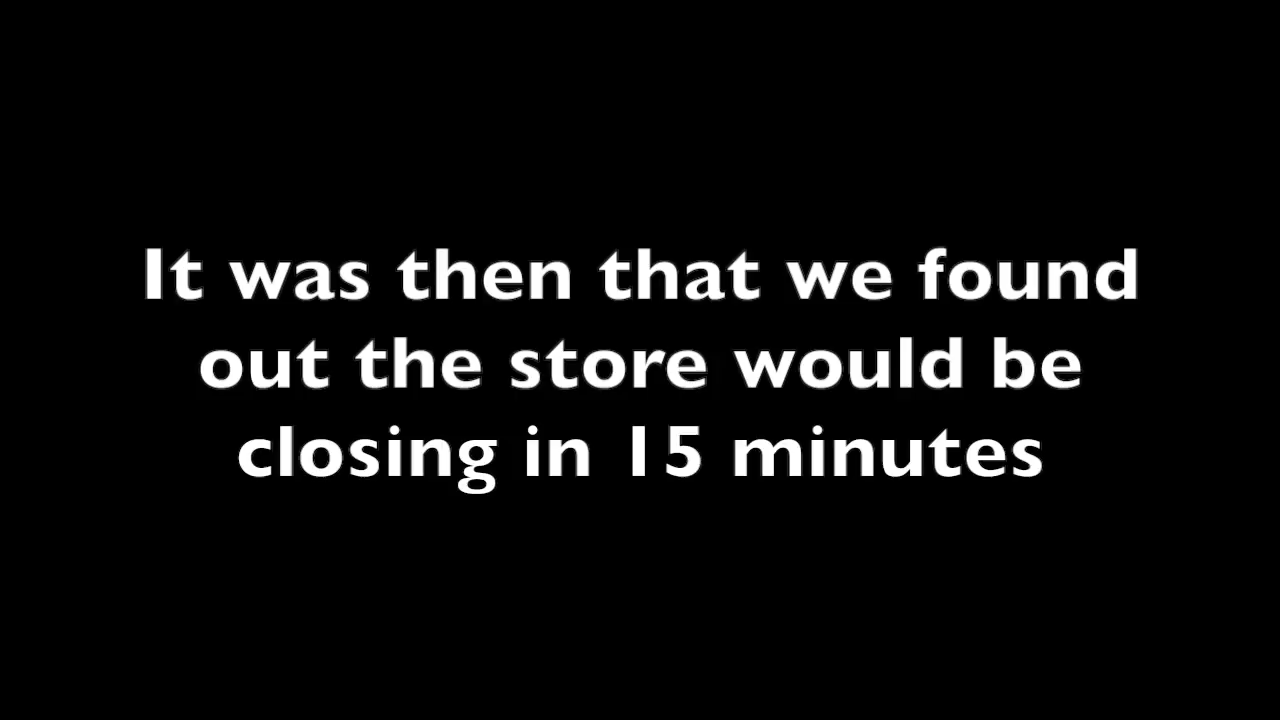 It was then that we found
out the store would be
closing in 15 minutes